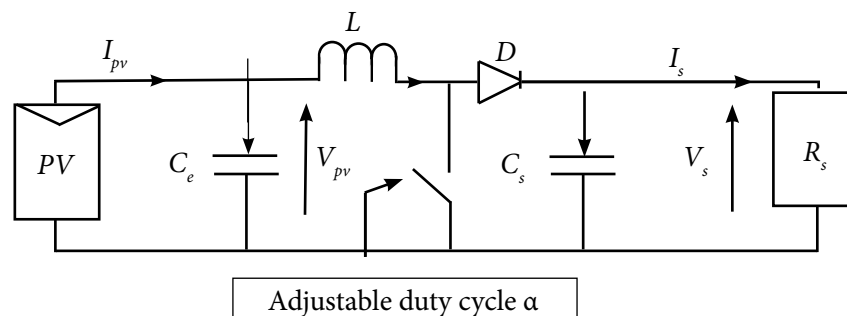 L
D
I_pv
I_s
PV
C_e
V_pv
C_s
V_s
R_s
Adjustable duty cycle α